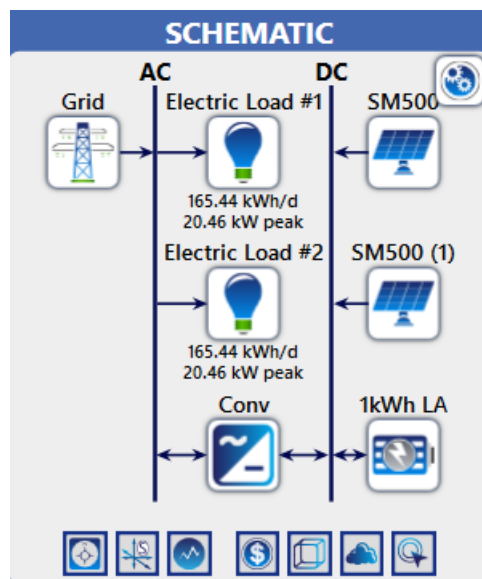 SCHEMATIC
AC DC
Grid Electric Load #1 SM500
165.44 kWh/d
20.46 kW peak
Electric Load #2 SM500 (1)
165.44 kWh/d
20.46 kW peak
Conv 1kWh LA
S
$